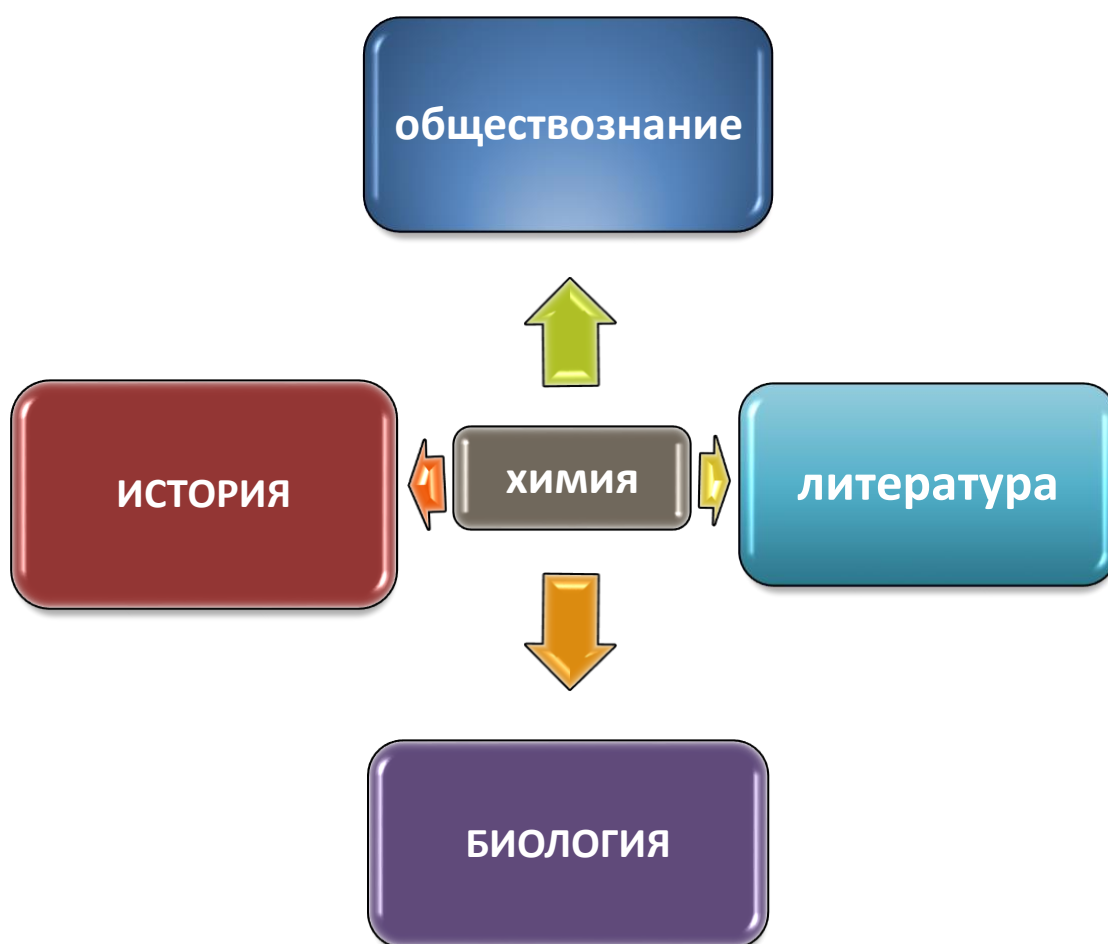 обществознание
ИСТОРИЯ
химия
литература
БИОЛОГИЯ